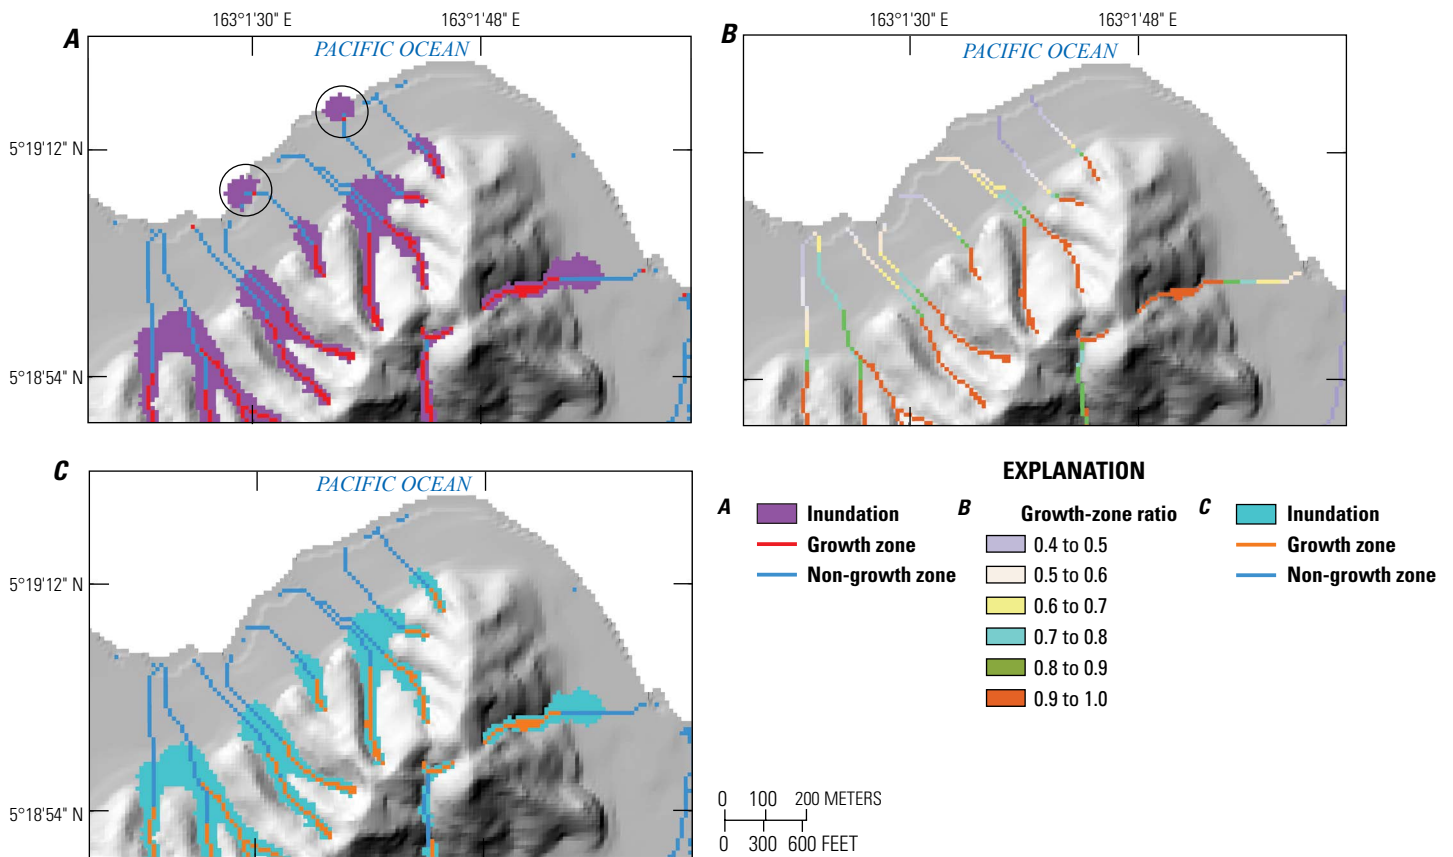 163°1'30" E
163°1'48" E
163°1'30" E
163°1'48" E
A
PACIFIC OCEAN
B
PACIFIC OCEAN
5°19'12" N
5°18'54" N
C
PACIFIC OCEAN
5°19'12" N
5°18'54" N
EXPLANATION
A
Inundation
Growth zone
Non-growth zone
B
Growth-zone ratio
0.4 to 0.5
0.5 to 0.6
0.6 to 0.7
0.7 to 0.8
0.8 to 0.9
0.9 to 1.0
C
Inundation
Growth zone
Non-growth zone
0 100 200 METERS
0 300 600 FEET